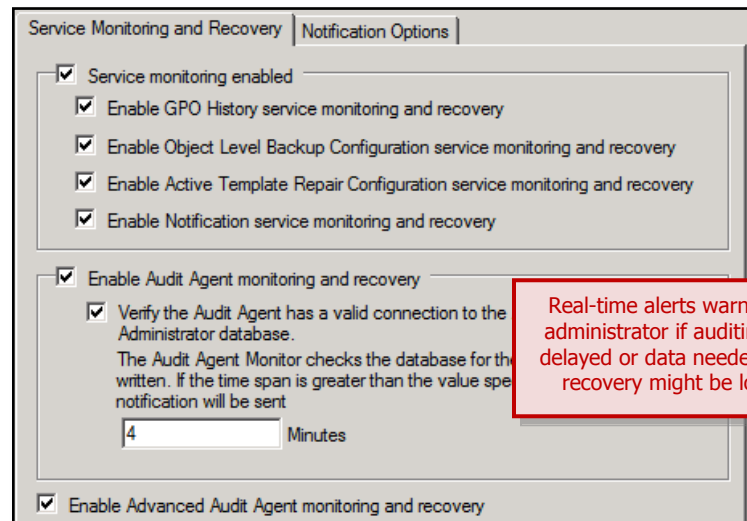 Service Monitoring and Recovery
Notification Options
Service monitoring enabled
Enable GPO History service monitoring and recovery
Enable Object Level Backup Configuration service monitoring and recovery
Enable Active Template Repair Configuration service monitoring and recovery
Enable Notification service monitoring and recovery
Enable Audit Agent monitoring and recovery
Verify the Audit Agent has a valid connection to the
Administrator database.
The Audit Agent Monitor checks the database for the
written. If the time span is greater than the value
notification will be sent
4 Minutes
Real-time alerts warn
administrator if
delayed or data
recovery might be
Enable Advanced Audit Agent monitoring and recovery